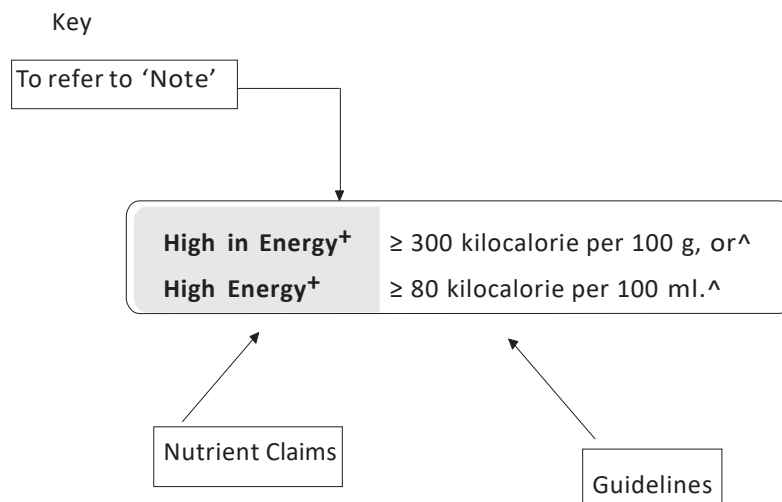 Key
To refer to ‘Note’
High in Energy+ ≥ 300 kilocalorie per 100 g, or^
High Energy+ ≥ 80 kilocalorie per 100 ml.^
Nutrient Claims
Guidelines